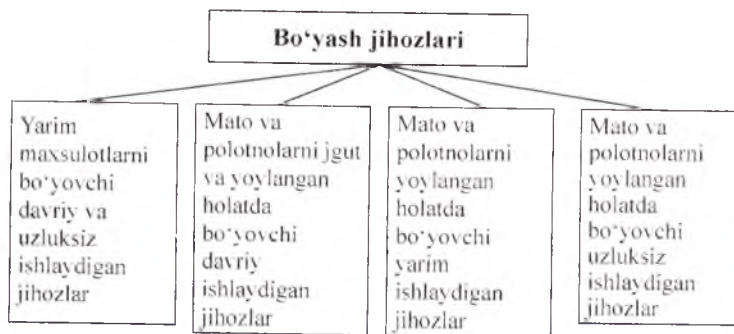 Bo‘yash jihozlari
Yarim
maxsulotlarni
bo‘yovchi
davriy va
uzluksiz
ishlaydigan
jihozlar
Mato va
polotnolarni jgut
va yoylangan
holatda
bo‘yovchi
davriy
ishlaydigan
jihozlar
Mato va
polotnolarni
yoylangan
holatda
bo‘yovchi
yarim
ishlaydigan
jihozlar
Mato va
polotnolarni
yoylangan
holatda
bo‘yovchi
uzluksiz
ishlaydigan
jihozlar